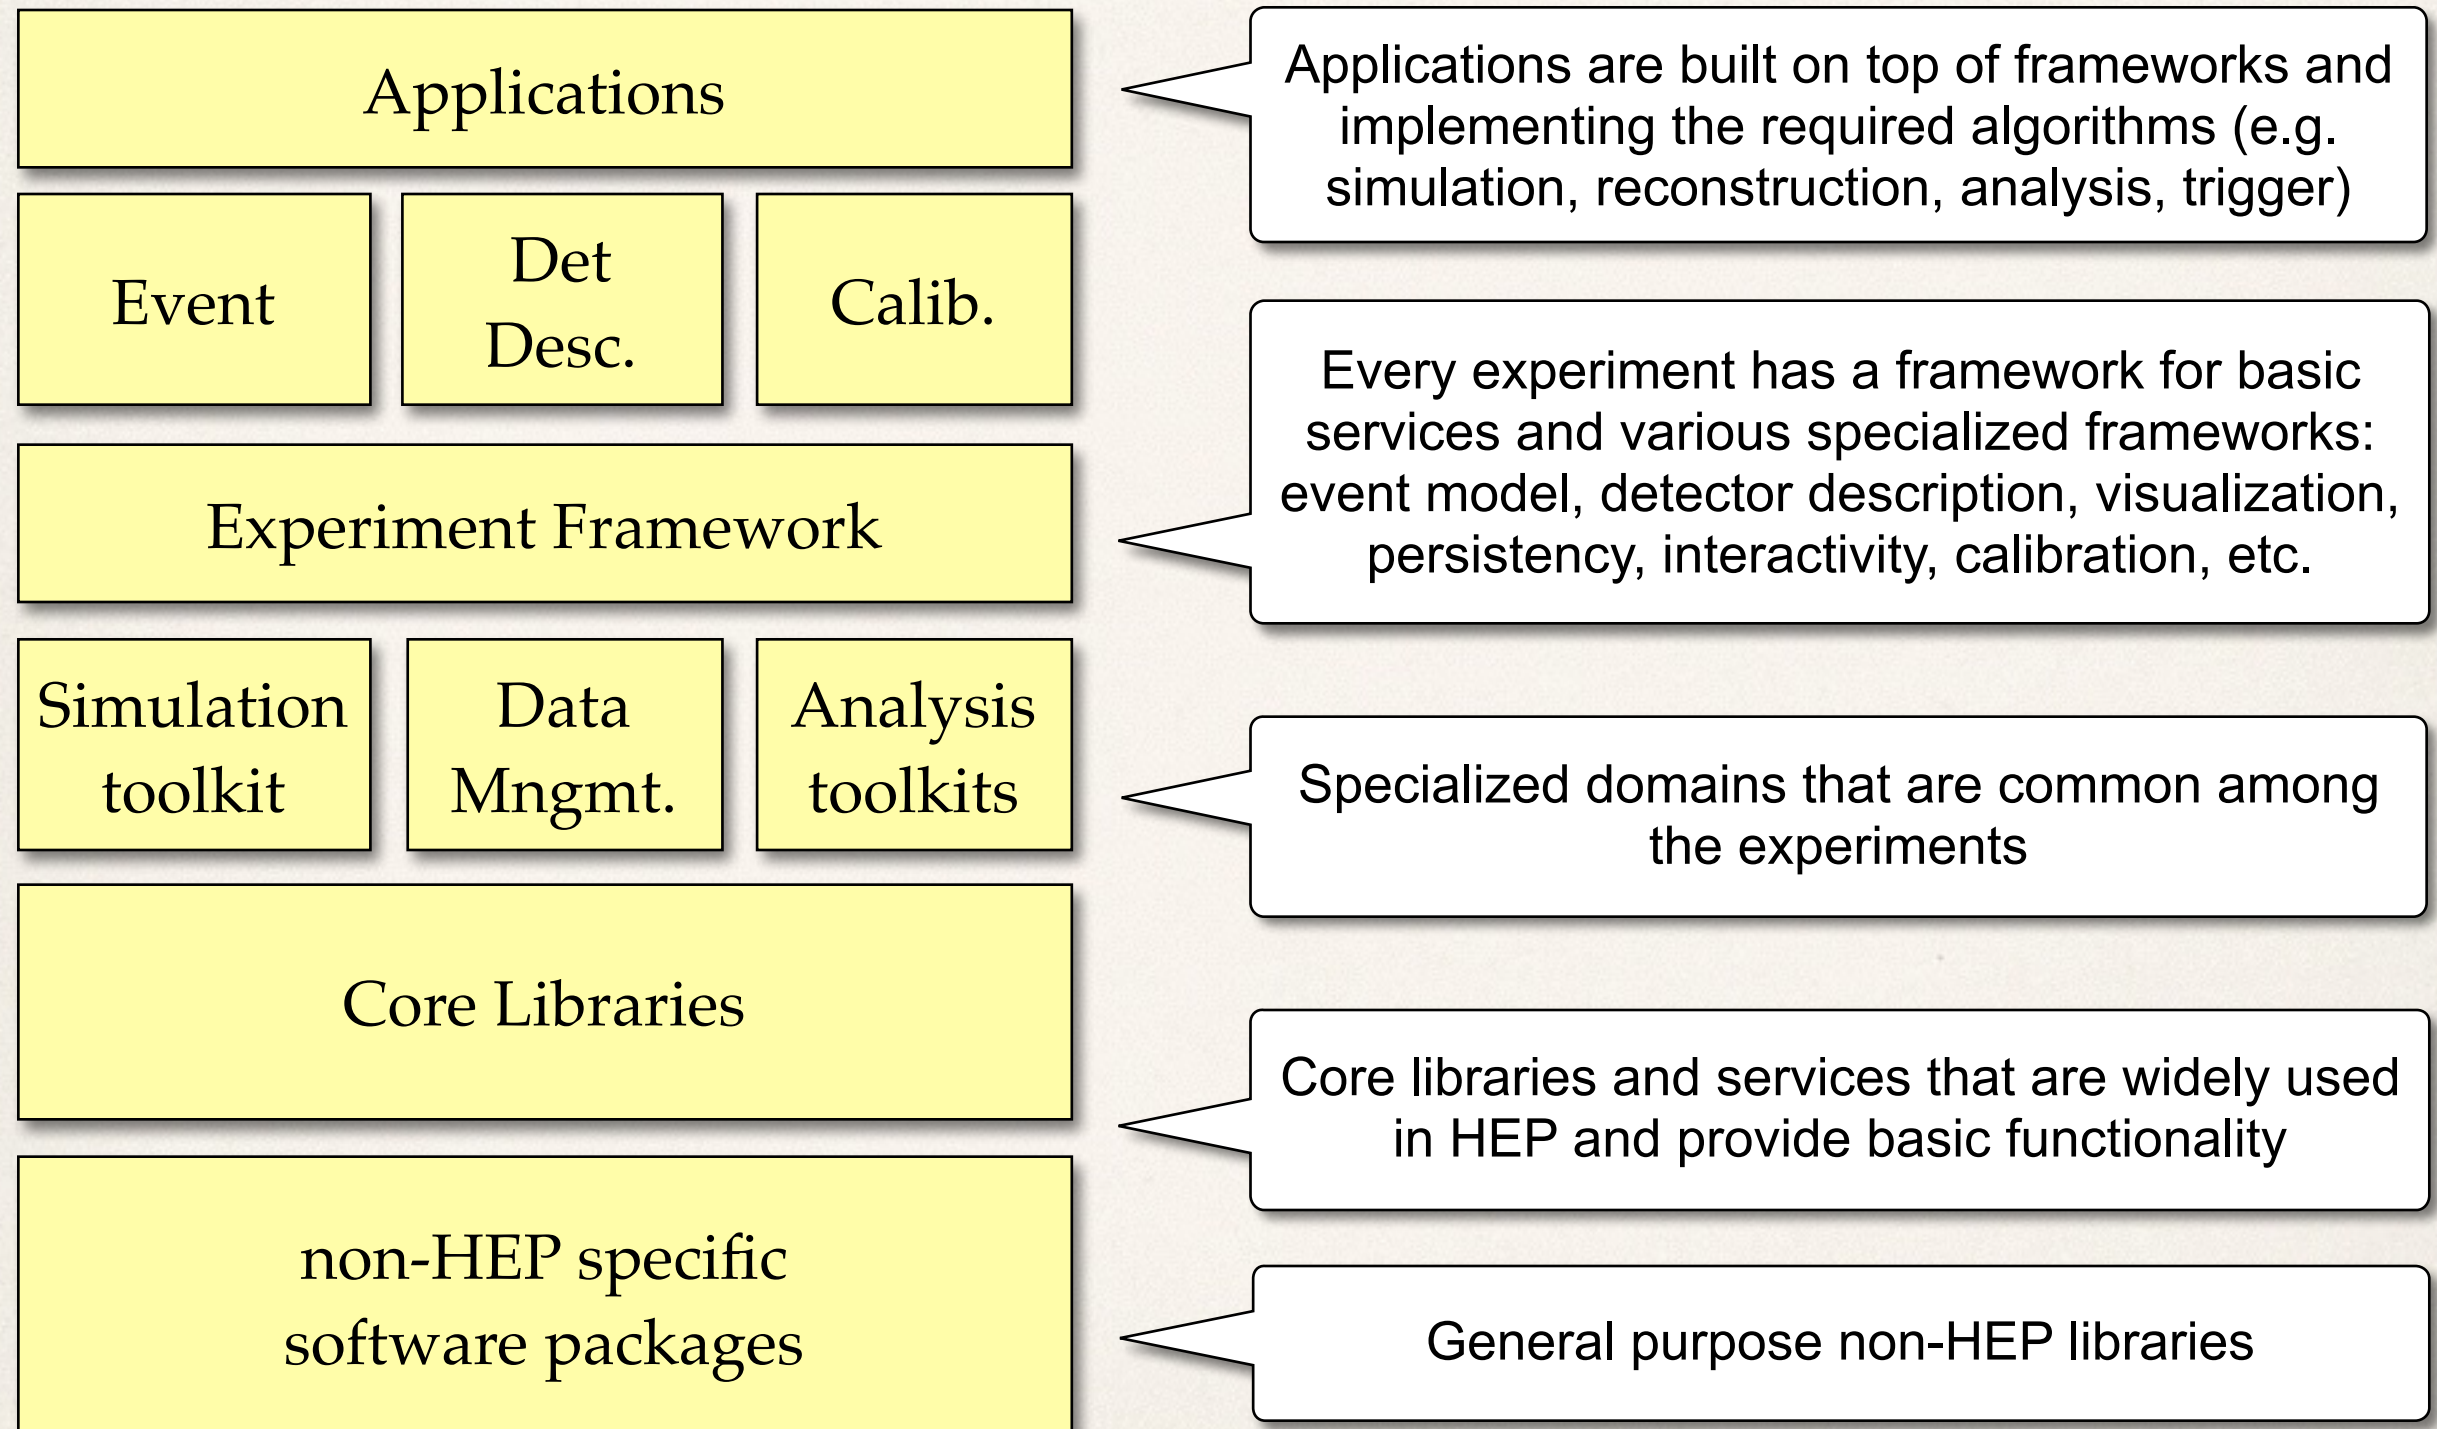 Applications
Applications are built on top of frameworks and
implementing the required algorithms (e.g.
simulation, reconstruction, analysis, trigger)
Event
Det
Desc.
Calib.
Experiment Framework
Every experiment has a framework for basic
services and various specialized frameworks:
event model, detector description, visualization,
persistency, interactivity, calibration, etc.
Simulation
toolkit
Data
Mngmt.
Analysis
toolkits
Specialized domains that are common among
the experiments
Core Libraries
Core libraries and services that are widely used
in HEP and provide basic functionality
non-HEP specific
software packages
General purpose non-HEP libraries